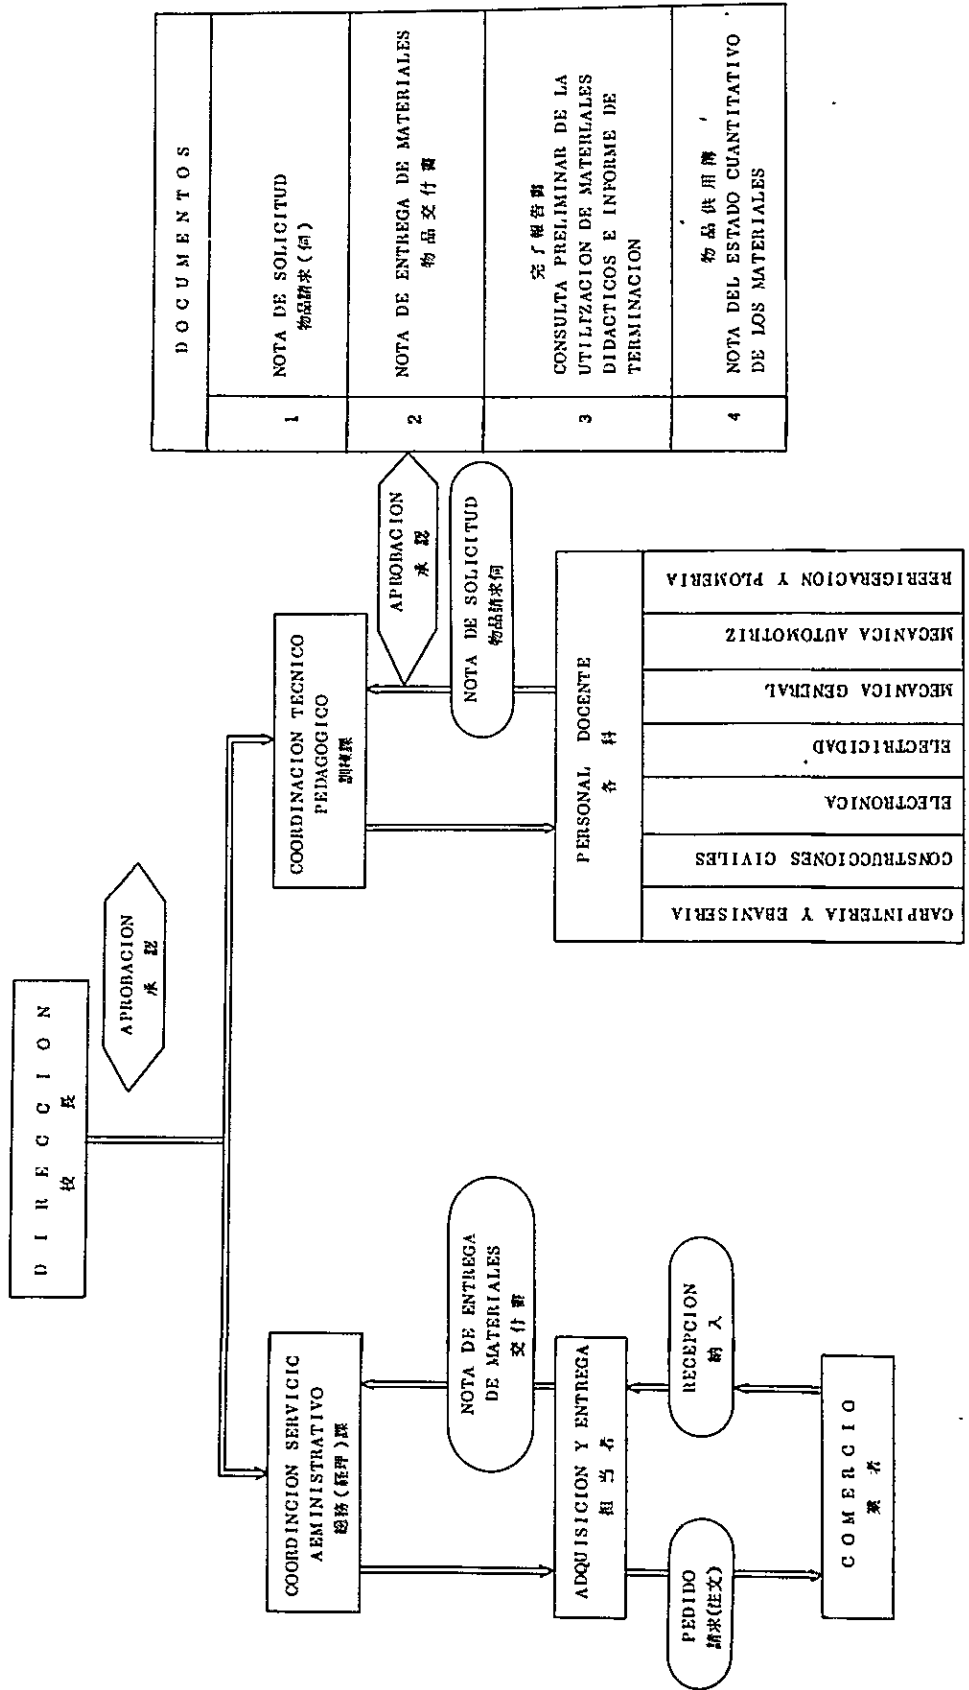 D I R E C C I O N
校 長
APROBACION
承 認
COORDINCION SERVICIC
AEMINISTRATIVO
総務(経理)課
COORDINACION TECNICO
PEDAGOGICO
訓練課
APROBACION
承 認
NOTA DE ENTREGA
DE MATERIALES
交付書
NOTA DE SOLICITUD
物品請求伺
ADQUISICION Y ENTREGA
担 当 者
PERSONAL DOCENTE
各 科
CARPINTERIA Y EBANISERIA
CONSTRUCCIONES CIVILES
ELECTRONICA
ELECTRICIDAD
MECANICA GENERAL
MECANICA AUTOMOTRIZ
REERIGERACION Y PLOMERIA
PEDIDO
請求(注文)
RECEPCION
納 入
C O M E R C I O
業 者
D O C U M E N T O S
1
NOTA DE SOLICITUD
物品請求(伺)
2
NOTA DE ENTREGA DE MATERIALES
物品交付書
3
完了報告書
CONSULTA PRELIMINAR DE LA
UTILIZACION DE MATERIALES
DIDACTICOS E INFORME DE
TERMINACION
4
物品供用簿
NOTA DEL ESTADO CUANTITATIVO
DE LOS MATERIALES